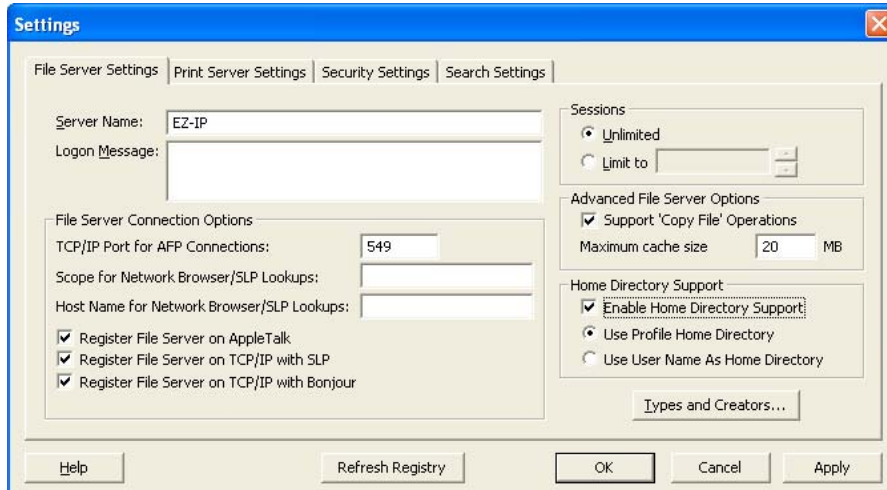 Settings
File Server Settings
Print Server Settings
Security Settings
Search Settings
Server Name:
EZ-IP
Logon Message:
File Server Connection Options
TCP/IP Port for AFP Connections:
549
Scope for Network Browser/SLP Lookups:
Host Name for Network Browser/SLP Lookups:
Register File Server on AppleTalk
Register File Server on TCP/IP with SLP
Register File Server on TCP/IP with Bonjour
Sessions
Unlimited
Limit to
Advanced File Server Options
Support 'Copy File' Operations
Maximum cache size
20
MB
Home Directory Support
Enable Home Directory Support
Use Profile Home Directory
Use User Name As Home Directory
Types and Creators...
Help
Refresh Registry
OK
Cancel
Apply